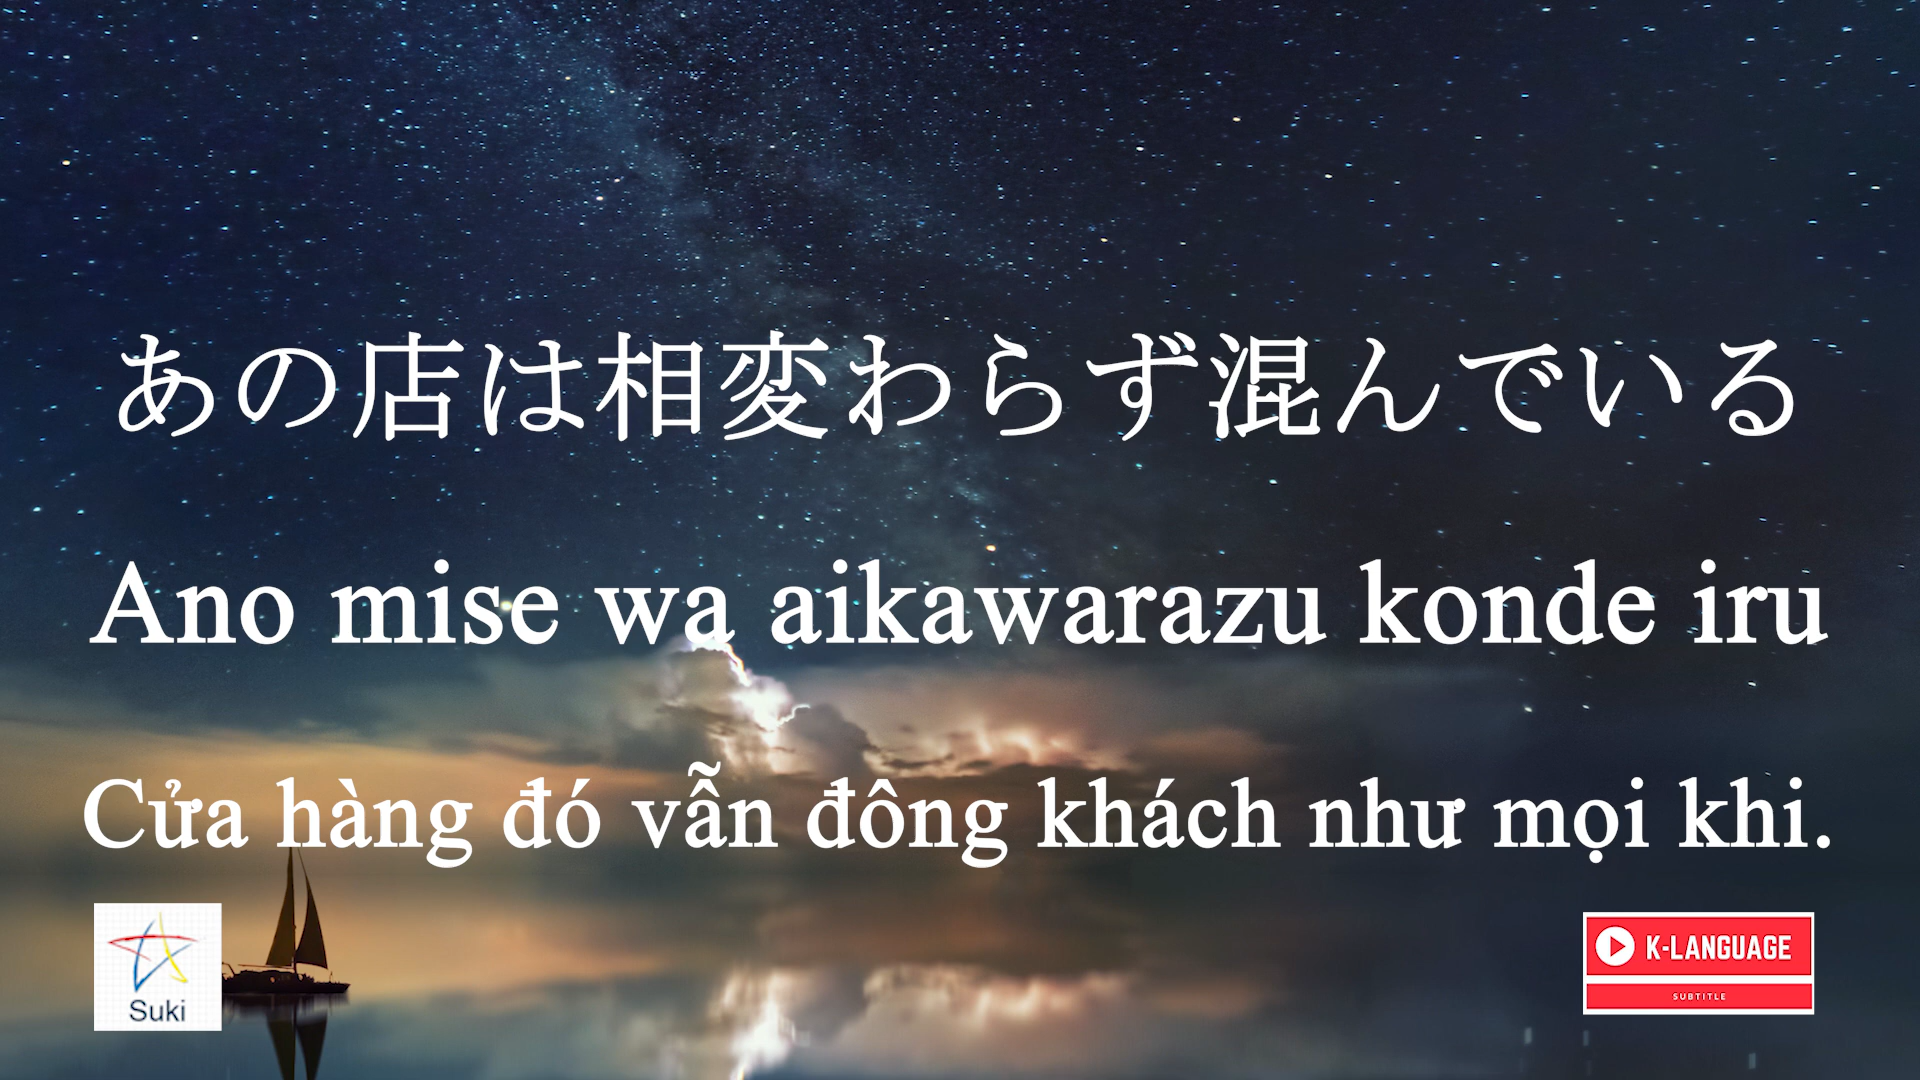 あの店は相変わらず混んでいる
Ano mise wa aikawarazu konde iru
Cửa hàng đó vẫn đông khách như mọi khi.
Suki
K-LANGUAGE
SUBTITLE